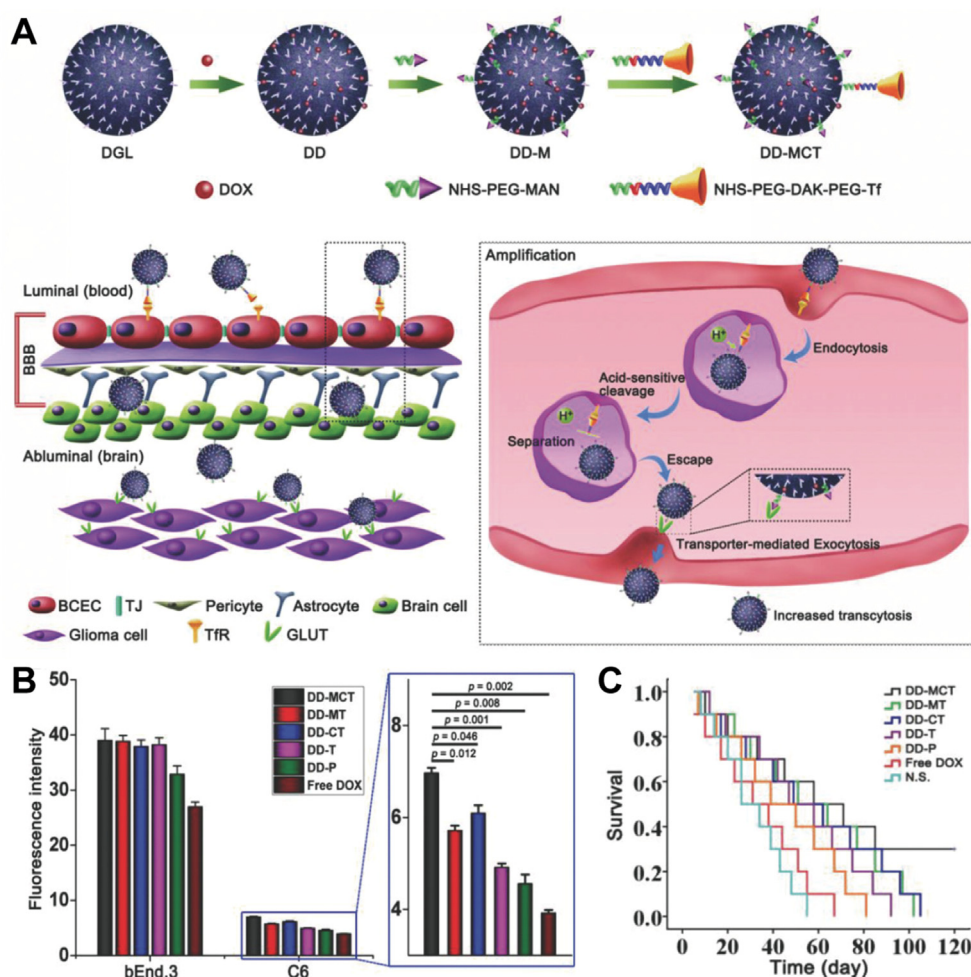 A
DGL
DD
DD-M
DD-MCT
DOX
NHS-PEG-MAN
NHS-PEG-DAK-PEG-Tf
Luminal (blood)
BBB
Abluminal (brain)
BCEC
TJ
Pericyte
Astrocyte
Brain cell
Glioma cell
TfR
GLUT
Amplification
Endocytosis
H+
Acid-sensitive
cleavage
H+
Separation
Escape
Transporter-mediated Exocytosis
Increased transcytosis
B
Fluorescence intensity
50
40
30
20
10
0
bEnd.3
C6
DD-MCT
DD-MT
DD-CT
DD-T
DD-P
Free DOX
8
6
4
p = 0.002
p = 0.008
p = 0.001
p = 0.046
p = 0.012
C
Survival
1.0
0.8
0.6
0.4
0.2
0.0
0 20 40 60 80 100 120
Time (day)
DD-MCT
DD-MT
DD-CT
DD-T
DD-P
Free DOX
N.S.